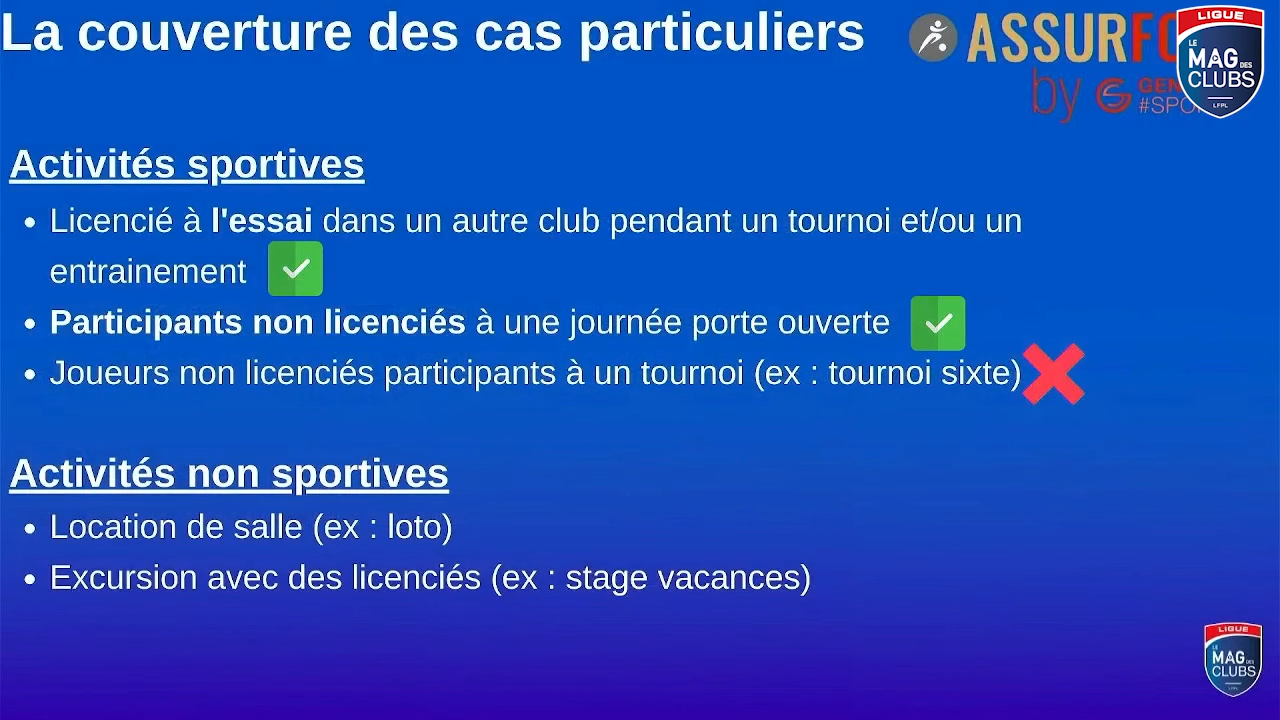 La couverture des cas particuliers
ASSURFO
by GEN
#SPO
LIGUE
LE
MAG DES
CLUBS
LFPL
Activités sportives
• Licencié à l'essai dans un autre club pendant un tournoi et/ou un
entrainement
• Participants non licenciés à une journée porte ouverte
• Joueurs non licenciés participants à un tournoi (ex : tournoi sixte)
Activités non sportives
• Location de salle (ex : loto)
• Excursion avec des licenciés (ex : stage vacances)
LIGUE
LE
MAG DES
CLUBS
LFPL